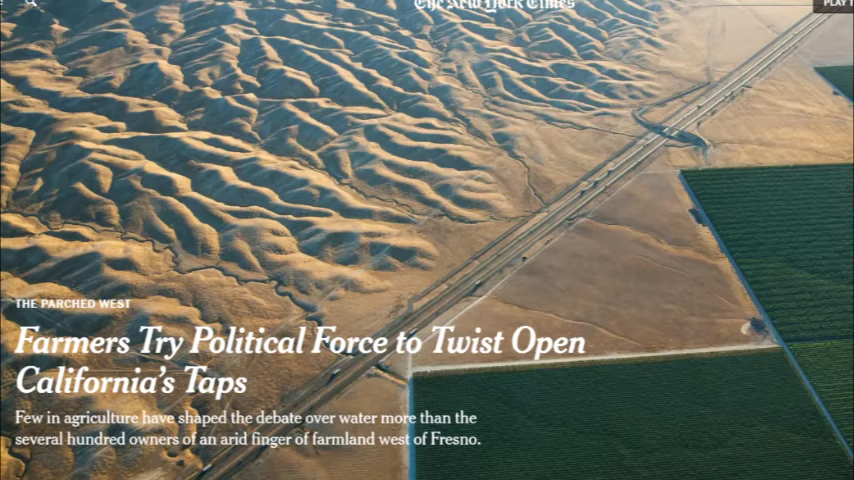 The New York Times
PLAY
THE PARCHED WEST
Farmers Try Political Force to Twist Open
California's Taps
Few in agriculture have shaped the debate over water more than the
several hundred owners of an arid finger of farmland west of Fresno.